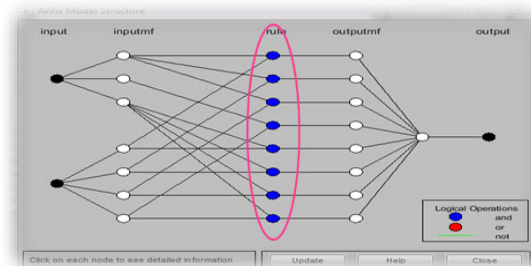 Anfis Model Structure
input inputmf rule outputmf output
Logical Operations
and
or
not
Click on each node to see detailed information
Update Help Close